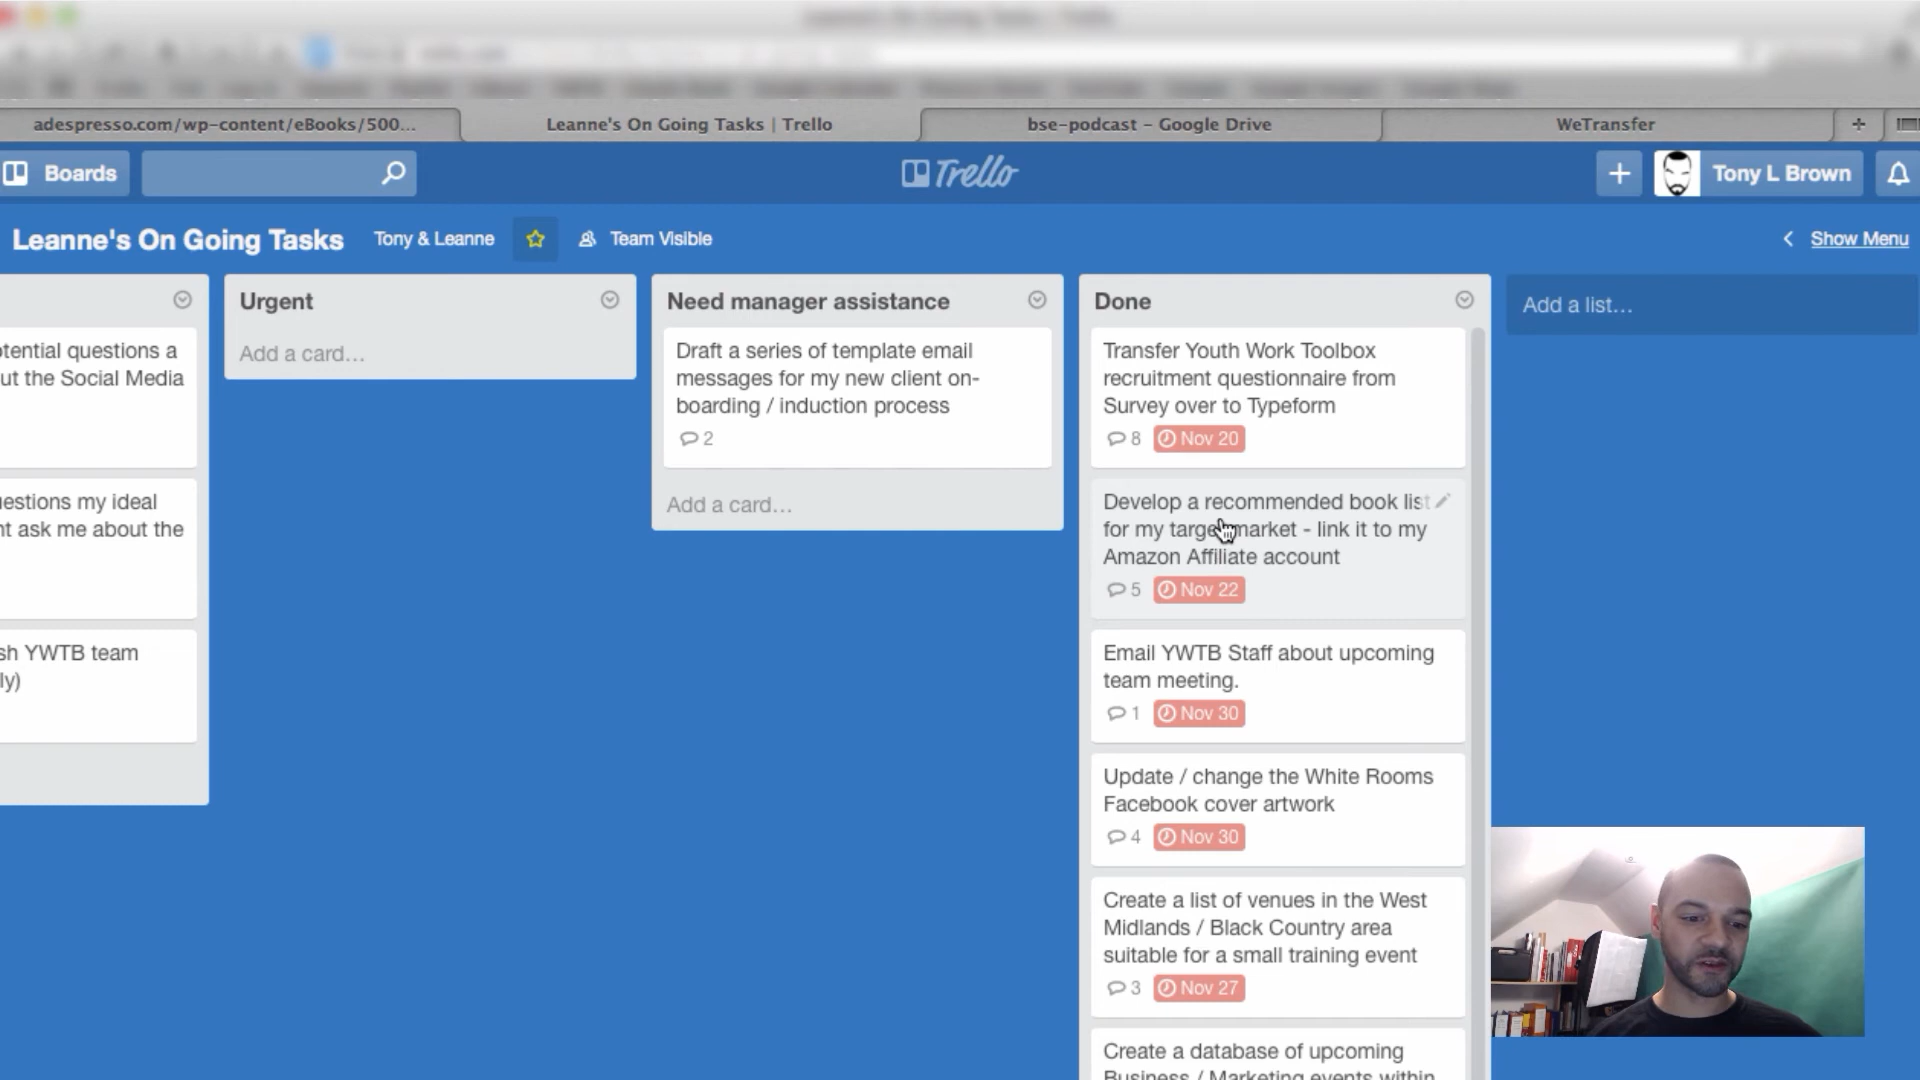 adespresso.com/wp-content/eBooks/500...
Leanne's On Going Tasks | Trello
bse-podcast - Google Drive
WeTransfer
Boards
Trello
Tony L Brown
Leanne's On Going Tasks
Tony & Leanne
Team Visible
Show Menu
otential questions a
ut the Social Media
estions my ideal
nt ask me about the
sh YWTB team
ly)
Urgent
Add a card...
Need manager assistance
Draft a series of template email
messages for my new client on-
boarding / induction process
2
Add a card...
Done
Transfer Youth Work Toolbox
recruitment questionnaire from
Survey over to Typeform
8 Nov 20
Develop a recommended book list
for my target market - link it to my
Amazon Affiliate account
5 Nov 22
Email YWTB Staff about upcoming
team meeting.
1 Nov 30
Update / change the White Rooms
Facebook cover artwork
4 Nov 30
Create a list of venues in the West
Midlands / Black Country area
suitable for a small training event
3 Nov 27
Create a database of upcoming
Business / Marketing events within
Add a list...